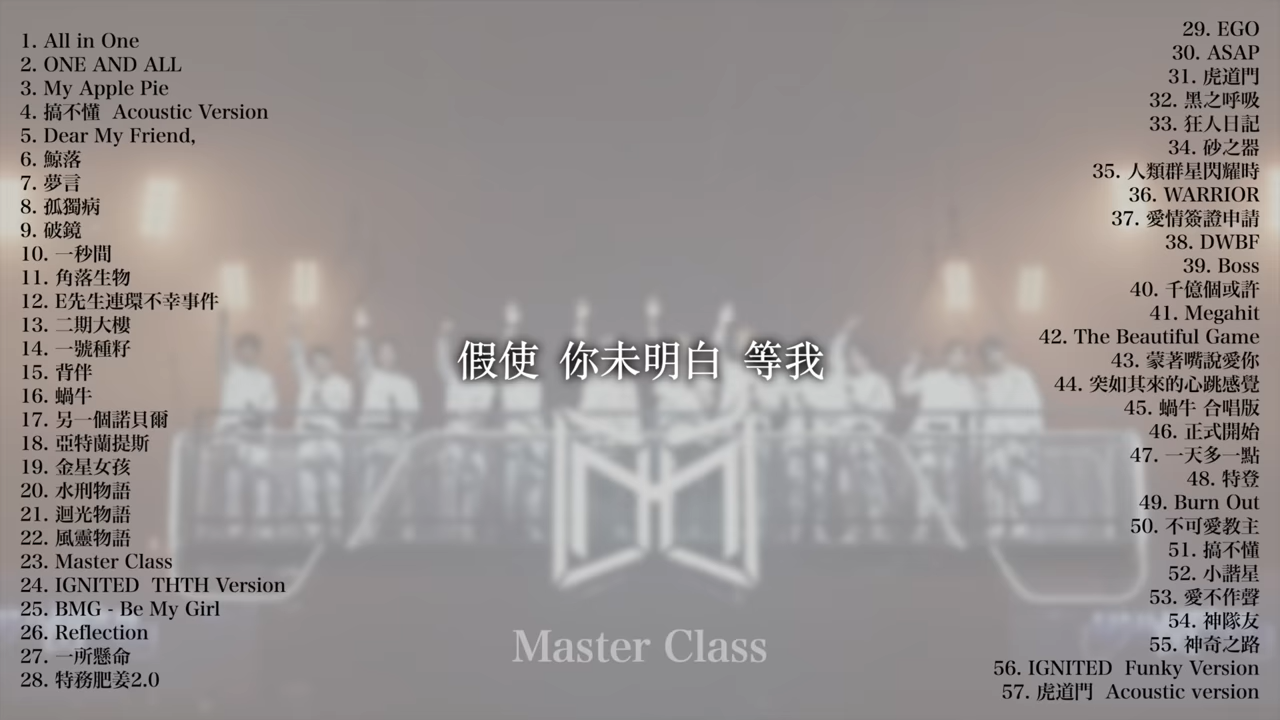 1. All in One
2. ONE AND ALL
3. My Apple Pie
4. 搞不懂  Acoustic Version
5. Dear My Friend,
6. 鯨落
7. 夢言
8. 孤獨病
9. 破鏡
10. 一秒間
11. 角落生物
12. E先生連環不幸事件
13. 二期大樓
14. 一號種籽
15. 背伴
16. 蝸牛
17. 另一個諾貝爾
18. 亞特蘭提斯
19. 金星女孩
20. 水刑物語
21. 迴光物語
22. 風靈物語
23. Master Class
24. IGNITED  THTH Version
25. BMG - Be My Girl
26. Reflection
27. 一所懸命
28. 特務肥姜2.0
假使 你未明白 等我
Master Class
29. EGO
30. ASAP
31. 虎道門
32. 黑之呼吸
33. 狂人日記
34. 砂之器
35. 人類群星閃耀時
36. WARRIOR
37. 愛情簽證申請
38. DWBF
39. Boss
40. 千億個或許
41. Megahit
42. The Beautiful Game
43. 蒙著嘴說愛你
44. 突如其來的心跳感覺
45. 蝸牛 合唱版
46. 正式開始
47. 一天多一點
48. 特登
49. Burn Out
50. 不可愛教主
51. 搞不懂
52. 小諧星
53. 愛不作聲
54. 神隊友
55. 神奇之路
56. IGNITED  Funky Version
57. 虎道門  Acoustic version